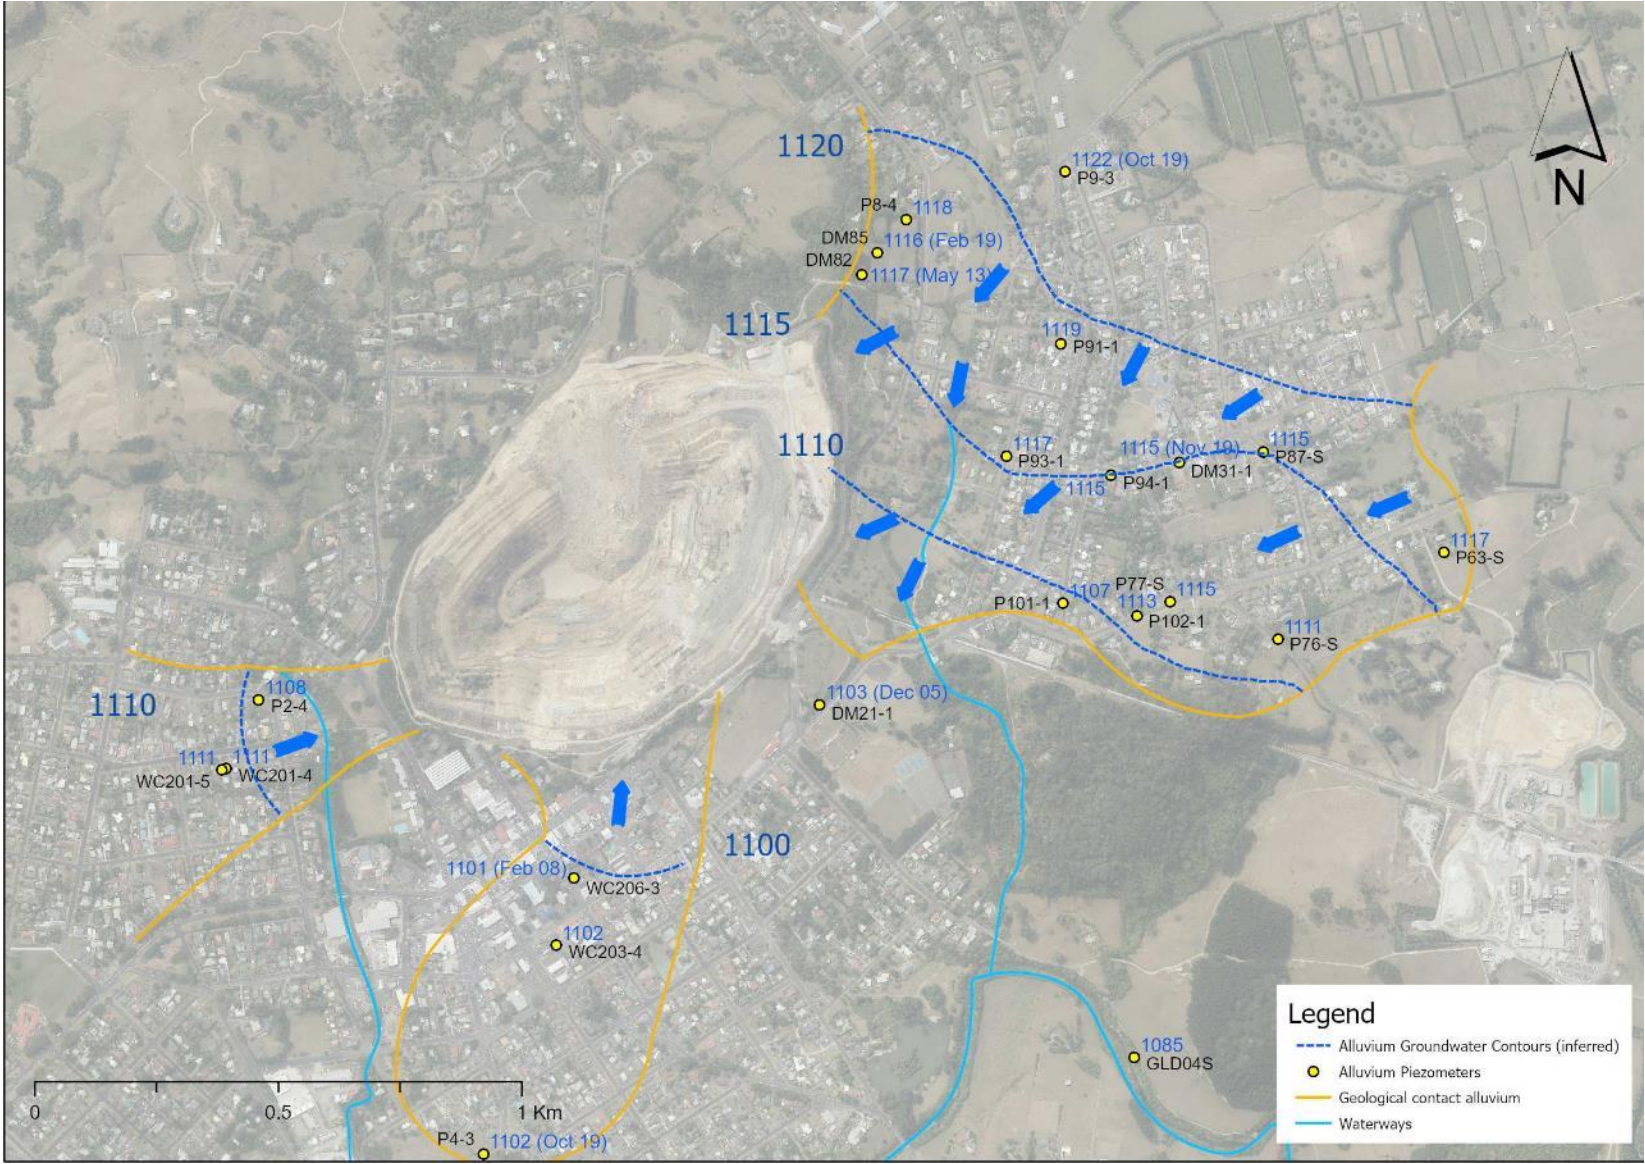 1120
1122 (Oct 19)
P9-3
P8-4
1118
DM85
1116 (Feb 19)
DM82
1117 (May 13)
N
1115
1119
P91-1
1110
1117
P93-1
1115 (Nov 19)
DM31-1
1115
P87-S
1115
P94-1
1117
P63-S
P77-S
1115
1107
P101-1
1113
P102-1
1111
P76-S
1110
1108
P2-4
1103 (Dec 05)
DM21-1
1111
WC201-5
1111
WC201-4
1100
1101 (Feb 08)
WC206-3
1102
WC203-4
1085
GLD04S
P4-3
1102 (Oct 19)
0
0.5
1 Km
Legend
Alluvium Groundwater Contours (inferred)
Alluvium Piezometers
Geological contact alluvium
Waterways